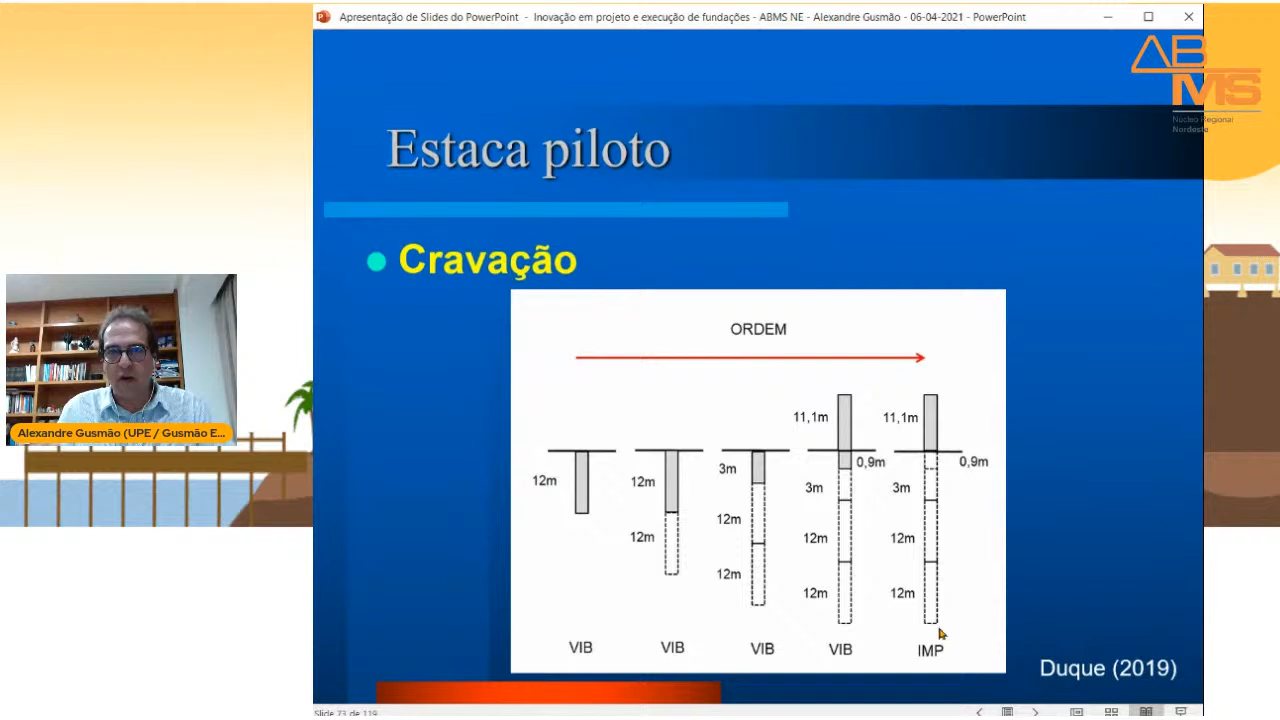 Apresentação de Slides do PowerPoint - Inovação em projeto e execução de fundações - ABMS NE - Alexandre Gusmão - 06-04-2021 - PowerPoint
ABMS
Núcleo Regional
Nordeste
Estaca piloto
Cravação
ORDEM
11,1m
11,1m
12m
12m
3m
0,9m
0,9m
3m
3m
12m
12m
12m
12m
12m
12m
12m
VIB
VIB
VIB
VIB
IMP
Alexandre Gusmão (UPE / Gusmão E...
Duque (2019)
Slide 73 de 119